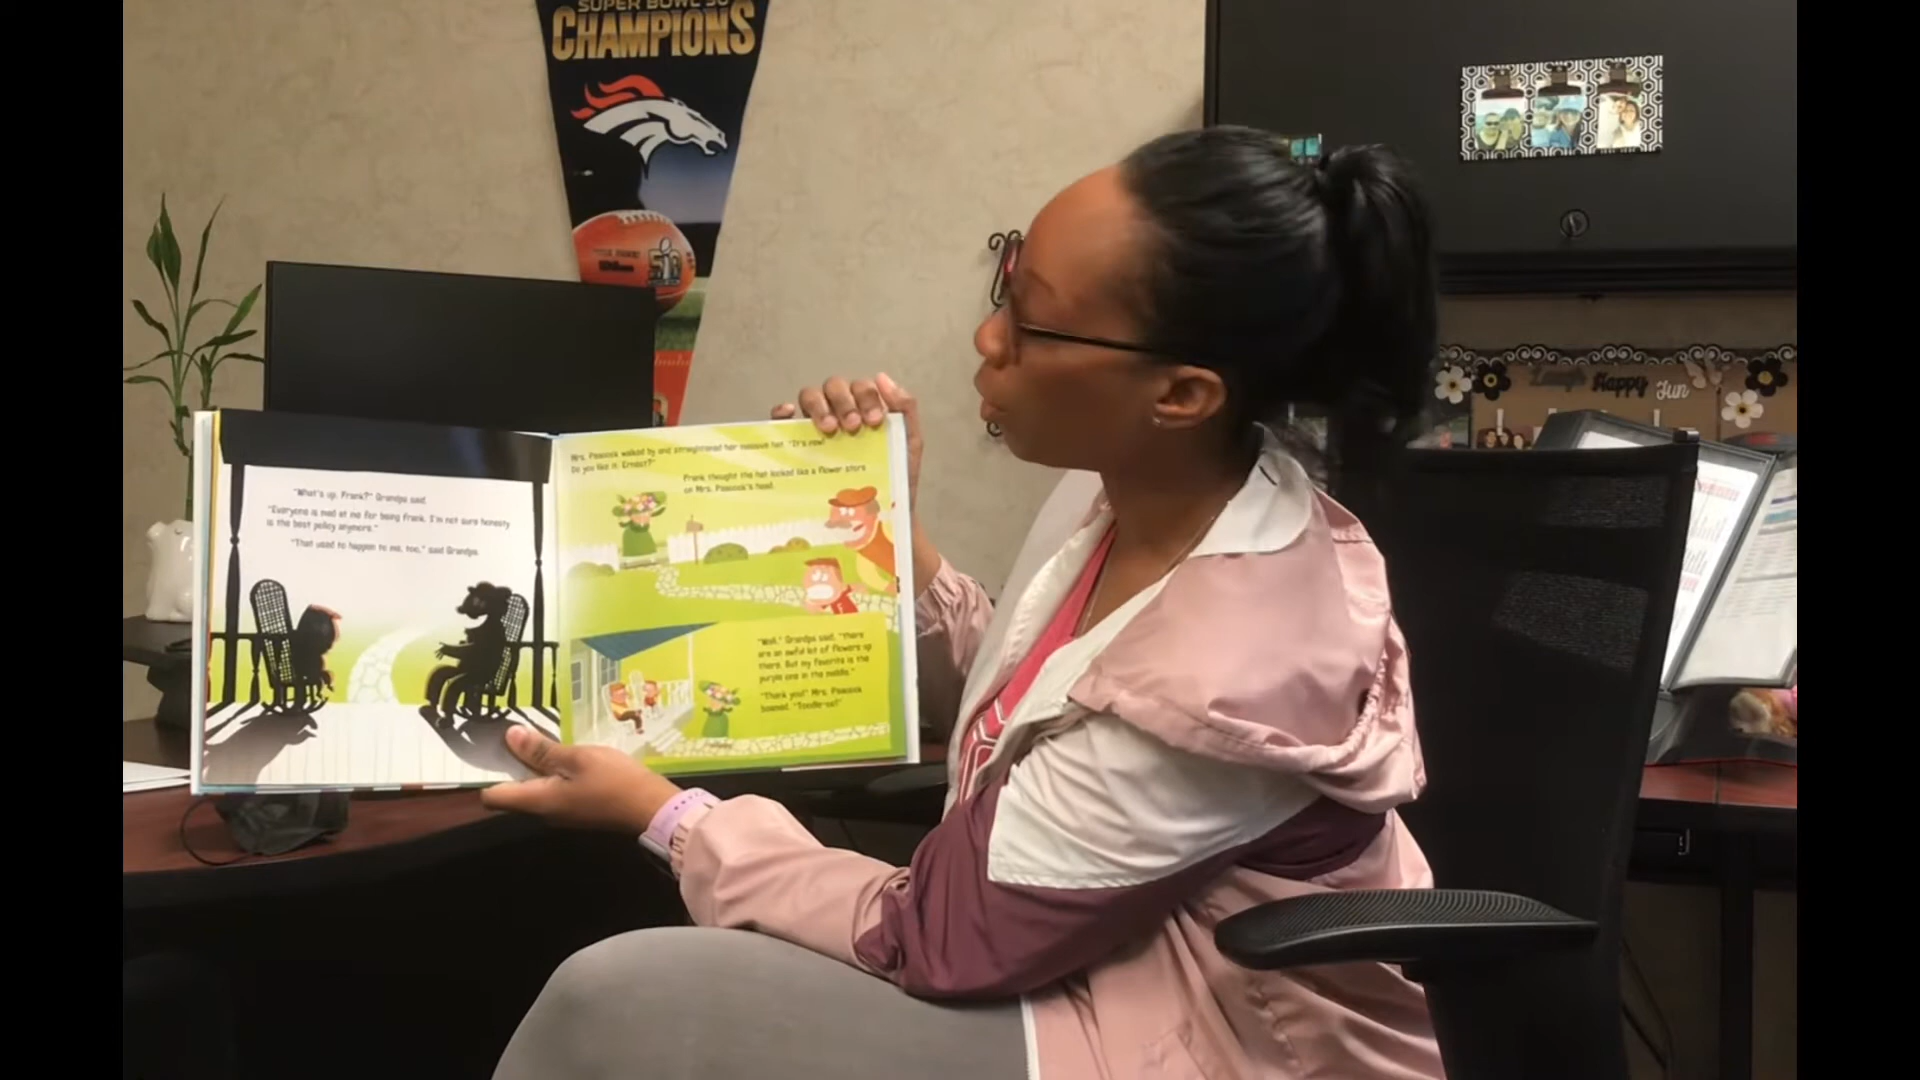 SUPER BOWL 50
CHAMPIONS
50
Happy
Fun
"What's up, Frank?" Grandpa said.
"Everyone is mad at me for being frank. I'm not sure honesty
is the best policy anymore."
"That used to happen to me, too," said Grandpa.
Mrs. Peacock walked by and straightened her massive hat. "It's new!
Do you like it, Ernest?"
Frank thought the hat looked like a flower store
on Mrs. Peacock's head.
"Well," Grandpa said, "there
are an awful lot of flowers up
there. But my favorite is the
purple one in the middle."
"Thank you!" Mrs. Peacock
beamed. "Toodle-oo!"